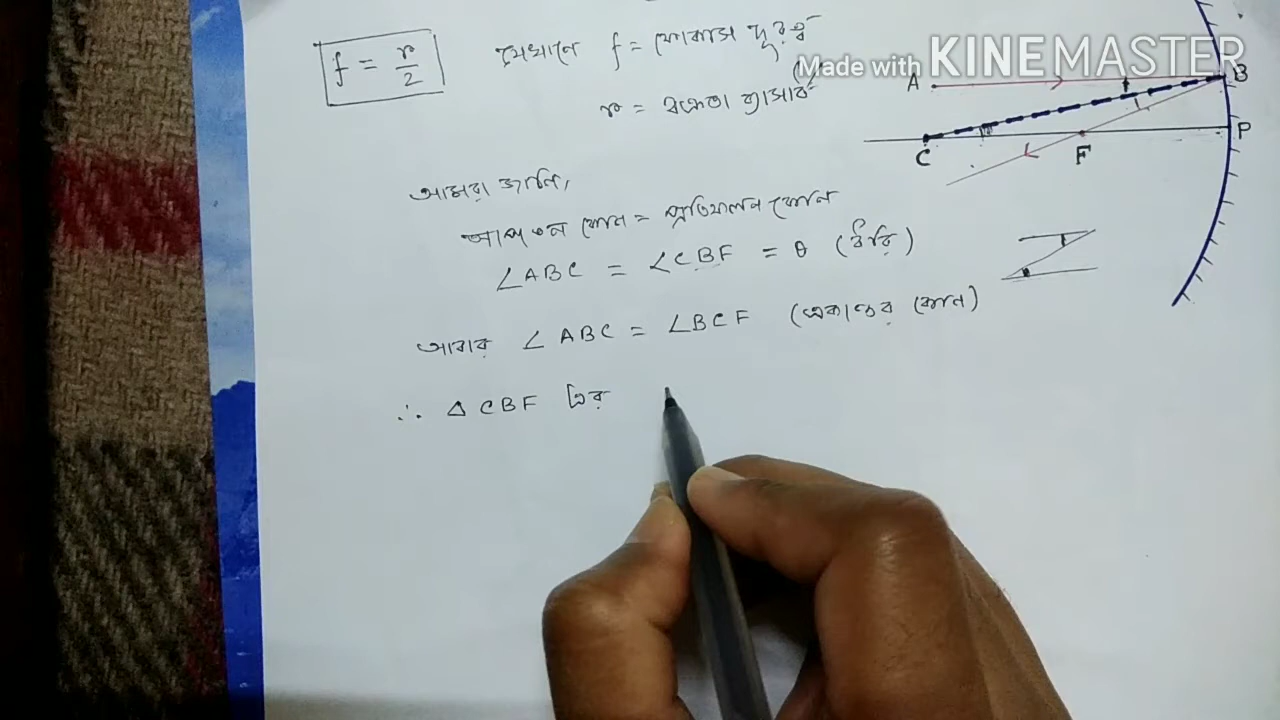 Made with KINEMASTER
f = r/2 যেখানে f = ফোকাস দূরত্ব
r = বক্রতা ব্যাসার্ধ
A B
C F P
আমরা জানি,
আপতন কোন = প্রতিফলন কোন
∠ABC = ∠CBF = θ (ধরি)
আবার ∠ABC = ∠BCF (একান্তর কোন)
∴ Δ CBF এর